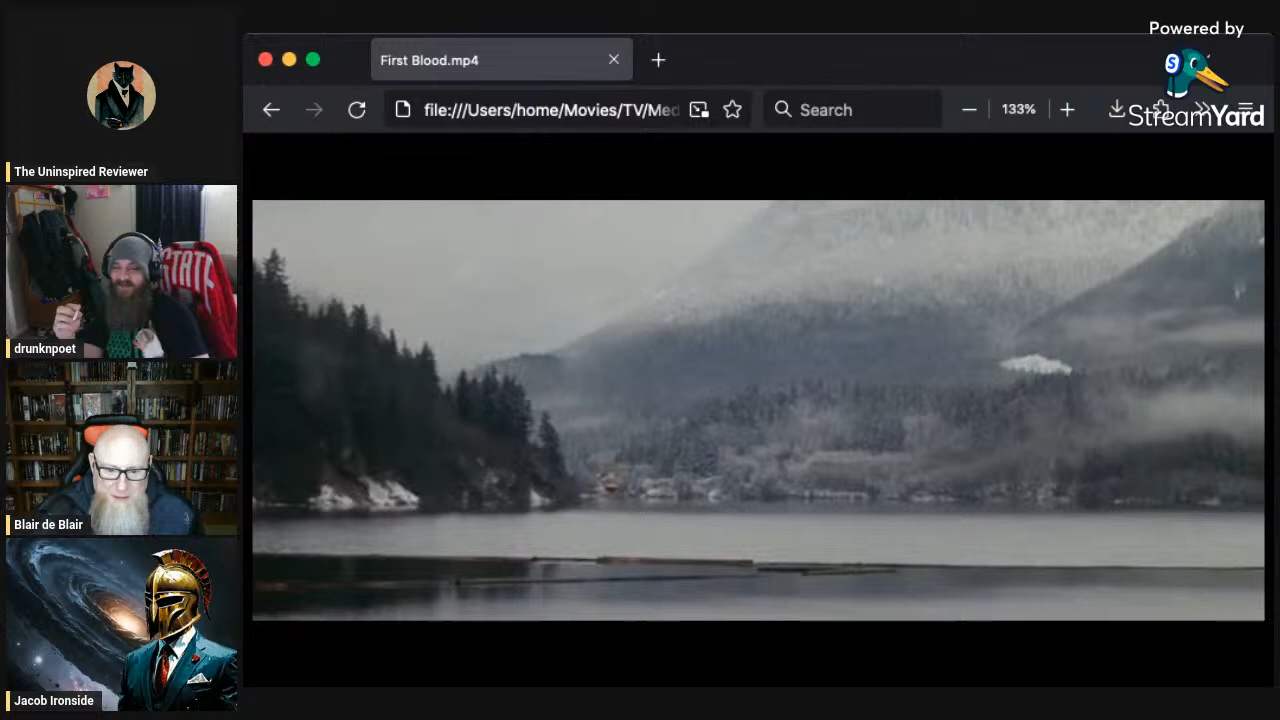 Powered by
StreamYard
First Blood.mp4
file:///Users/home/Movies/TV/Med
Search
133%
The Uninspired Reviewer
STATE
drunknpoet
Blair de Blair
Jacob Ironside